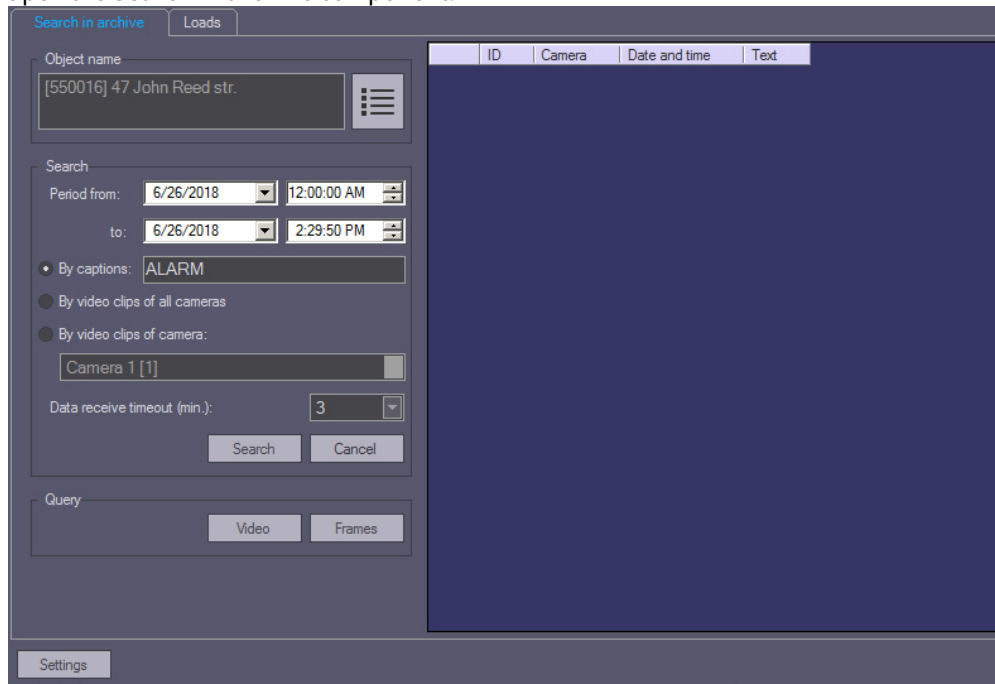 Search in archive
Loads
Object name
[550016] 47 John Reed str.
Search
Period from: 6/26/2018 12:00:00 AM
to: 6/26/2018 2:29:50 PM
By captions: ALARM
By video clips of all cameras
By video clips of camera:
Camera 1 [1]
Data receive timeout (min.): 3
Search Cancel
Query
Video Frames
ID Camera Date and time Text
Settings